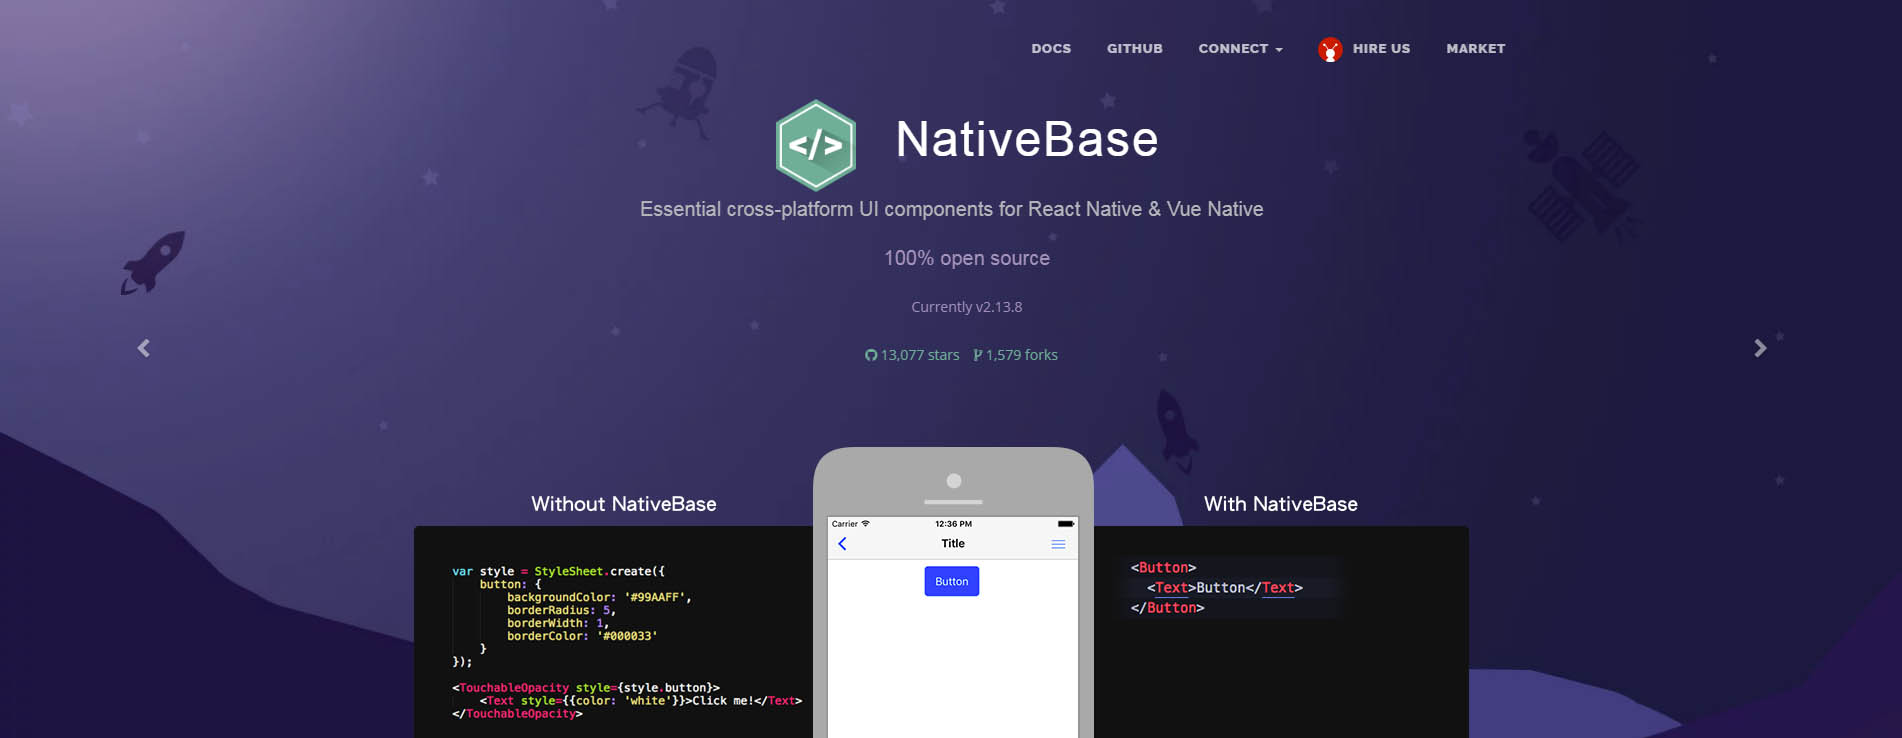 DOCS GITHUB CONNECT HIRE US MARKET
</>
NativeBase
Essential cross-platform UI components for React Native & Vue Native
100% open source
Currently v2.13.8
13,077 stars 1,579 forks
Without NativeBase
var style = StyleSheet.create({
button: {
backgroundColor: '#99AAFF',
borderRadius: 5,
borderWidth: 1,
borderColor: '#000033'
}
});
<TouchableOpacity style={style.button}>
<Text style={{color: 'white'}}>Click me!</Text>
</TouchableOpacity>
Carrier 12:36 PM
Title
Button
With NativeBase
<Button>
<Text>Button</Text>
</Button>